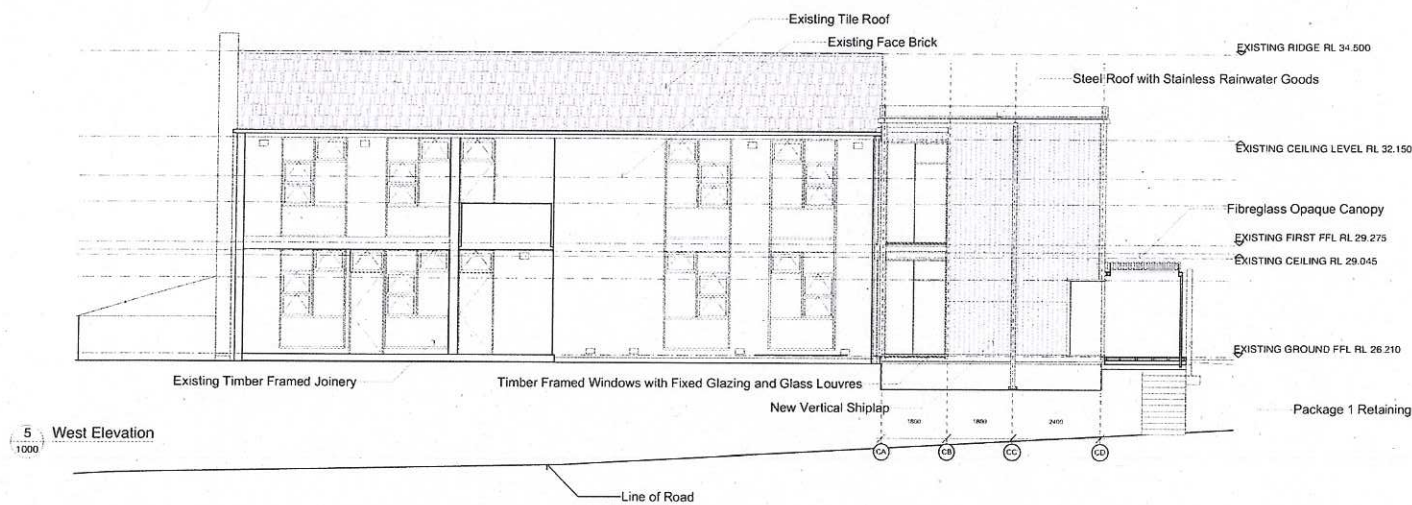 Existing Tile Roof
Existing Face Brick
EXISTING RIDGE RL 34.500
Steel Roof with Stainless Rainwater Goods
EXISTING CEILING LEVEL RL 32.150
Fibreglass Opaque Canopy
EXISTING FIRST FFL RL 29.275
EXISTING CEILING RL 29.045
EXISTING GROUND FFL RL 26.210
Existing Timber Framed Joinery
Timber Framed Windows with Fixed Glazing and Glass Louvres
New Vertical Shiplap
Package 1 Retaining
1800
1800
2400
5
1000
West Elevation
CA
CB
CC
CD
Line of Road